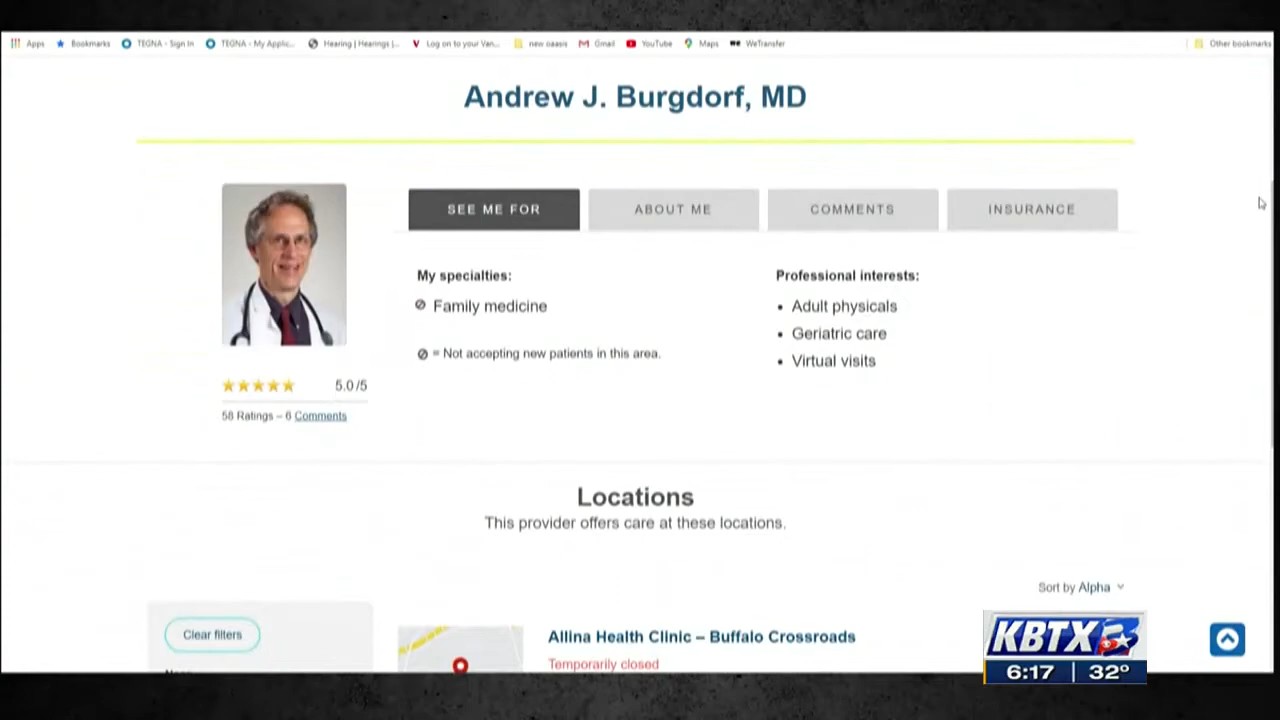 Apps Bookmarks TEGNA - Sign In TEGNA - My Applic... Hearing | Hearings |... Log on to your Van... new oaasis Gmail YouTube Maps WeTransfer Other bookmarks
Andrew J. Burgdorf, MD
SEE ME FOR ABOUT ME COMMENTS INSURANCE
My specialties:
Family medicine
= Not accepting new patients in this area.
Professional interests:
• Adult physicals
• Geriatric care
• Virtual visits
5.0/5
58 Ratings – 6 Comments
Locations
This provider offers care at these locations.
Sort by Alpha
Clear filters
Allina Health Clinic – Buffalo Crossroads
Temporarily closed
KBTX 3
6:17 | 32°